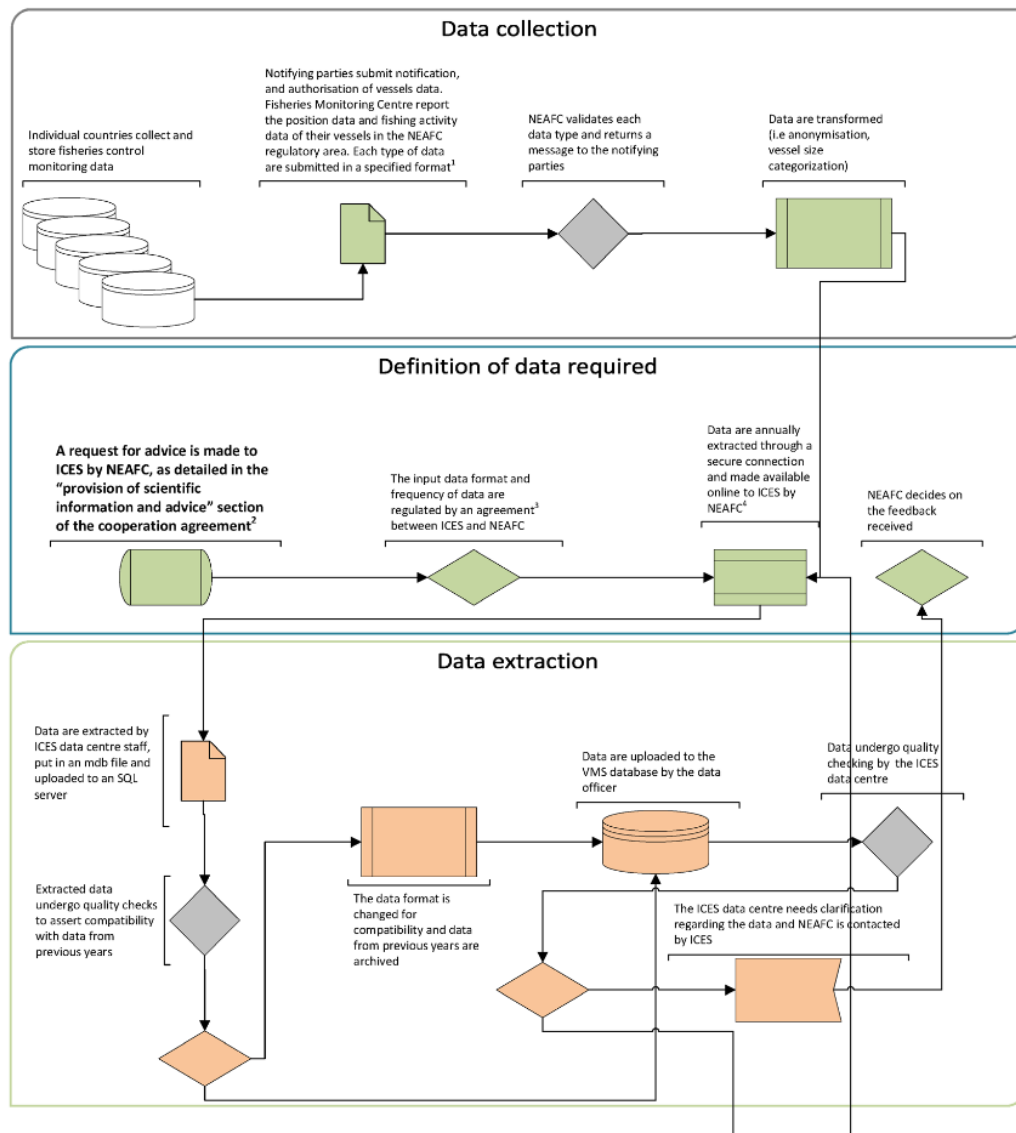 Data collection
Individual countries collect and
store fisheries control
monitoring data
Notifying parties submit notification,
and authorisation of vessels data.
Fisheries Monitoring Centre report
the position data and fishing activity
data of their vessels in the NEAFC
regulatory area. Each type of data
are submitted in a specified format¹
NEAFC validates each
data type and returns a
message to the notifying
parties
Data are transformed
(i.e anonymisation,
vessel size
categorization)
Definition of data required
A request for advice is made to
ICES by NEAFC, as detailed in the
“provision of scientific
information and advice” section
of the cooperation agreement²
The input data format and
frequency of data are
regulated by an agreement³
between ICES and NEAFC
Data are annually
extracted through a
secure connection
and made available
online to ICES by
NEAFC⁴
NEAFC decides on
the feedback
received
Data extraction
Data are extracted by
ICES data centre staff,
put in an mdb file and
uploaded to an SQL
server
Extracted data
undergo quality checks
to assert compatibility
with data from
previous years
The data format is
changed for
compatibility and data
from previous years are
archived
Data are uploaded to the
VMS database by the data
officer
Data undergo quality
checking by the ICES
data centre
The ICES data centre needs clarification
regarding the data and NEAFC is contacted
by ICES